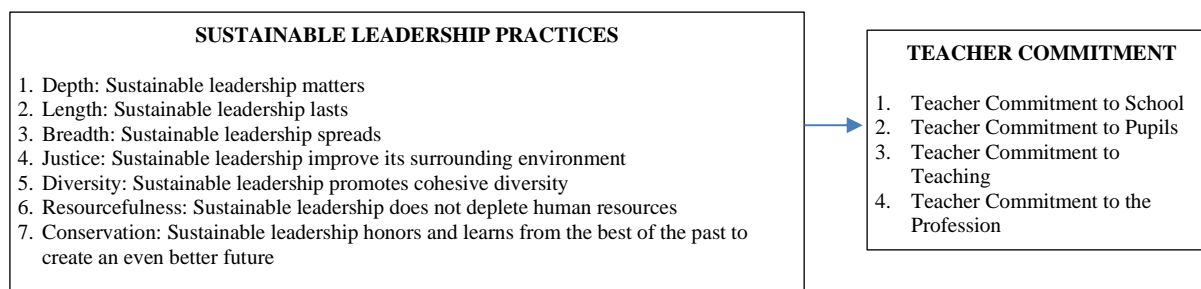 SUSTAINABLE LEADERSHIP PRACTICES
1. Depth: Sustainable leadership matters
2. Length: Sustainable leadership lasts
3. Breadth: Sustainable leadership spreads
4. Justice: Sustainable leadership improve its surrounding environment
5. Diversity: Sustainable leadership promotes cohesive diversity
6. Resourcefulness: Sustainable leadership does not deplete human resources
7. Conservation: Sustainable leadership honors and learns from the best of the past to
create an even better future
TEACHER COMMITMENT
1. Teacher Commitment to School
2. Teacher Commitment to Pupils
3. Teacher Commitment to
Teaching
4. Teacher Commitment to the
Profession